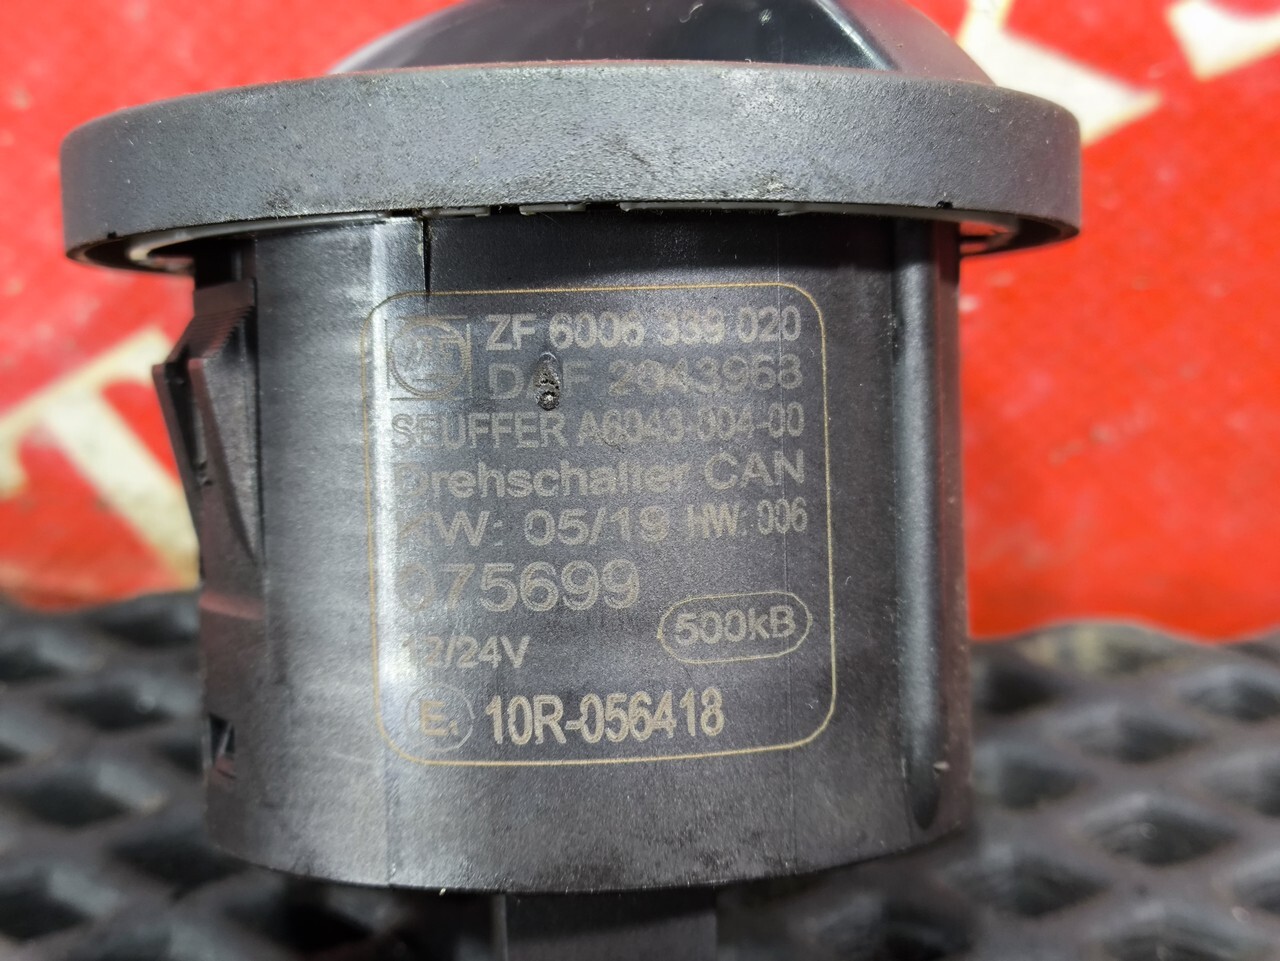 ZF
ZF 6006 339 020
DAF 2043968
SEUFFER A6043-004-00
Drehschalter CAN
KW: 05/19 HW: 006
075699
12/24V 500kB
10R-056418